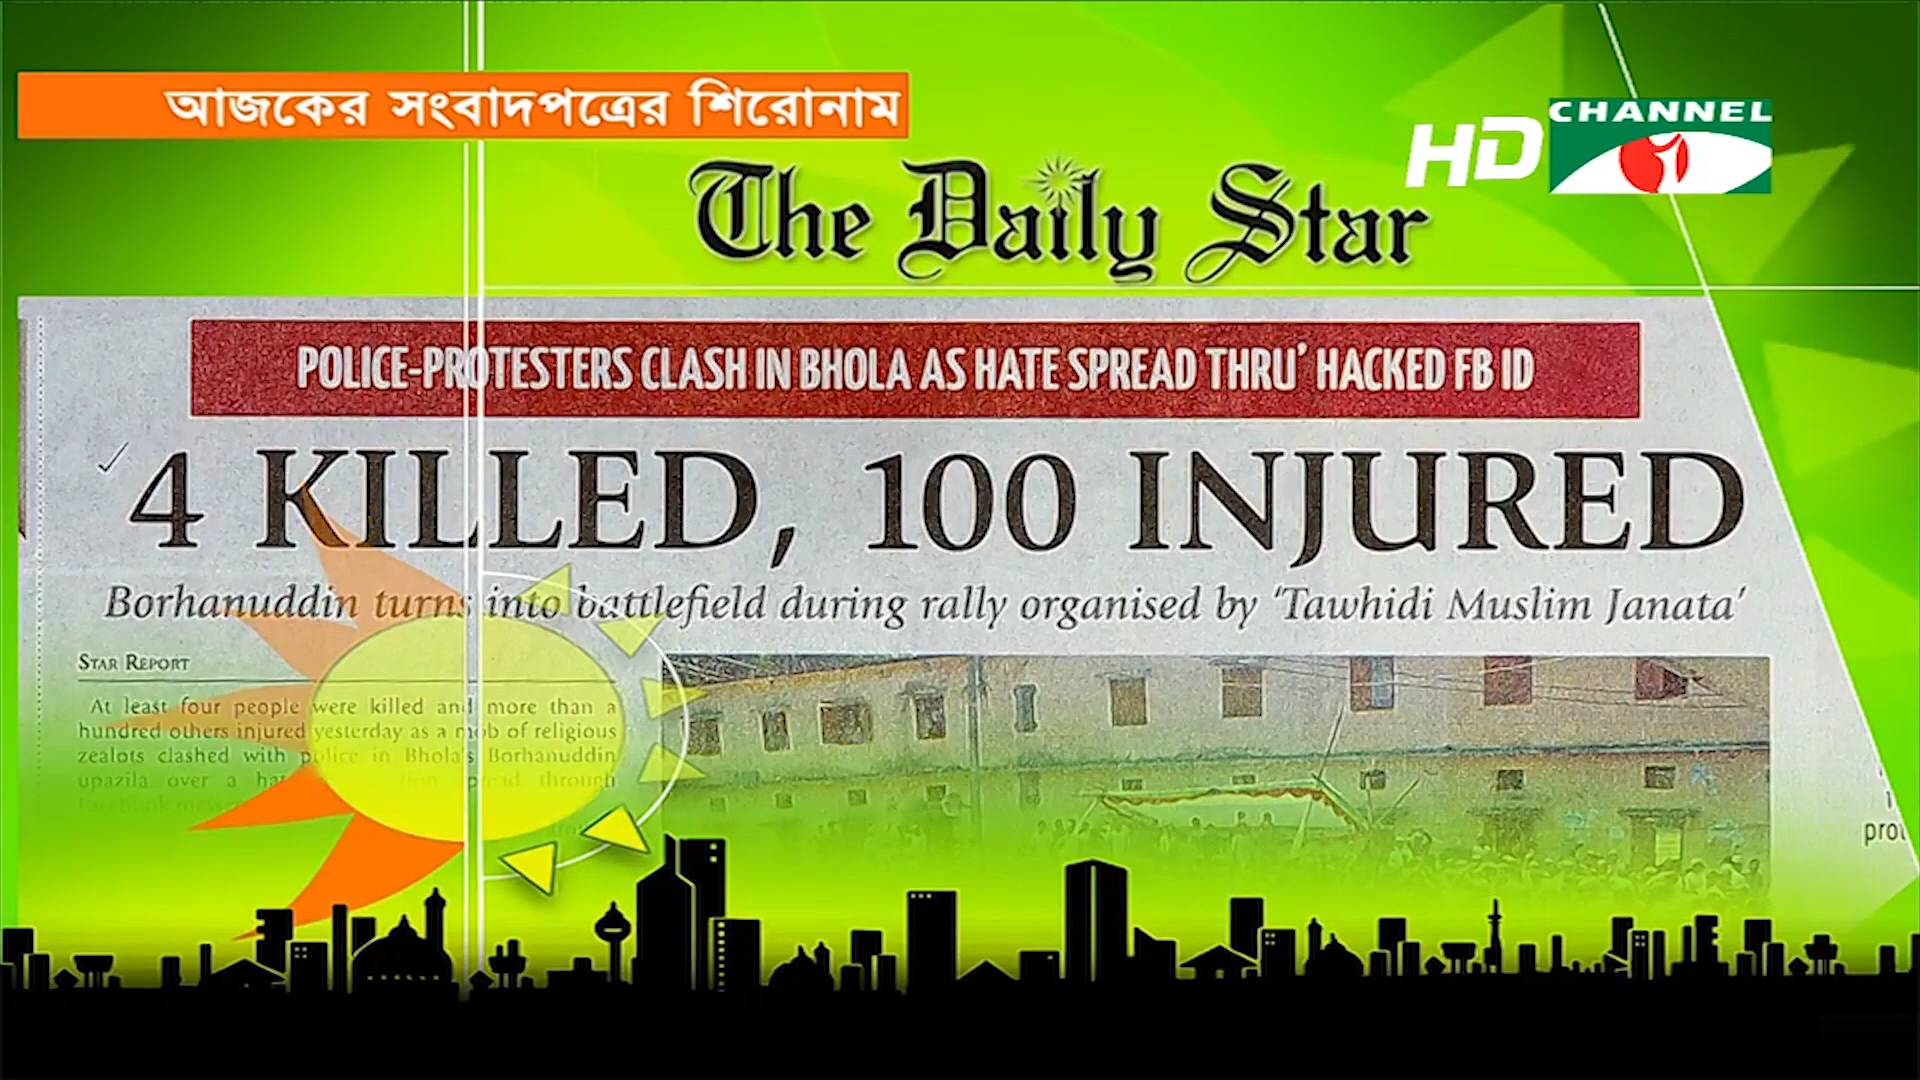 আজকের সংবাদপত্রের শিরোনাম
HD CHANNEL
The Daily Star
POLICE-PROTESTERS CLASH IN BHOLA AS HATE SPREAD THRU' HACKED FB ID
4 KILLED, 100 INJURED
Borhanuddin turns into battlefield during rally organised by 'Tawhidi Muslim Janata'
STAR REPORT
At least four people were killed and more than a
hundred others injured yesterday as a mob of religious
zealots clashed with police in Bhola's Borhanuddin
upazila over a spread through